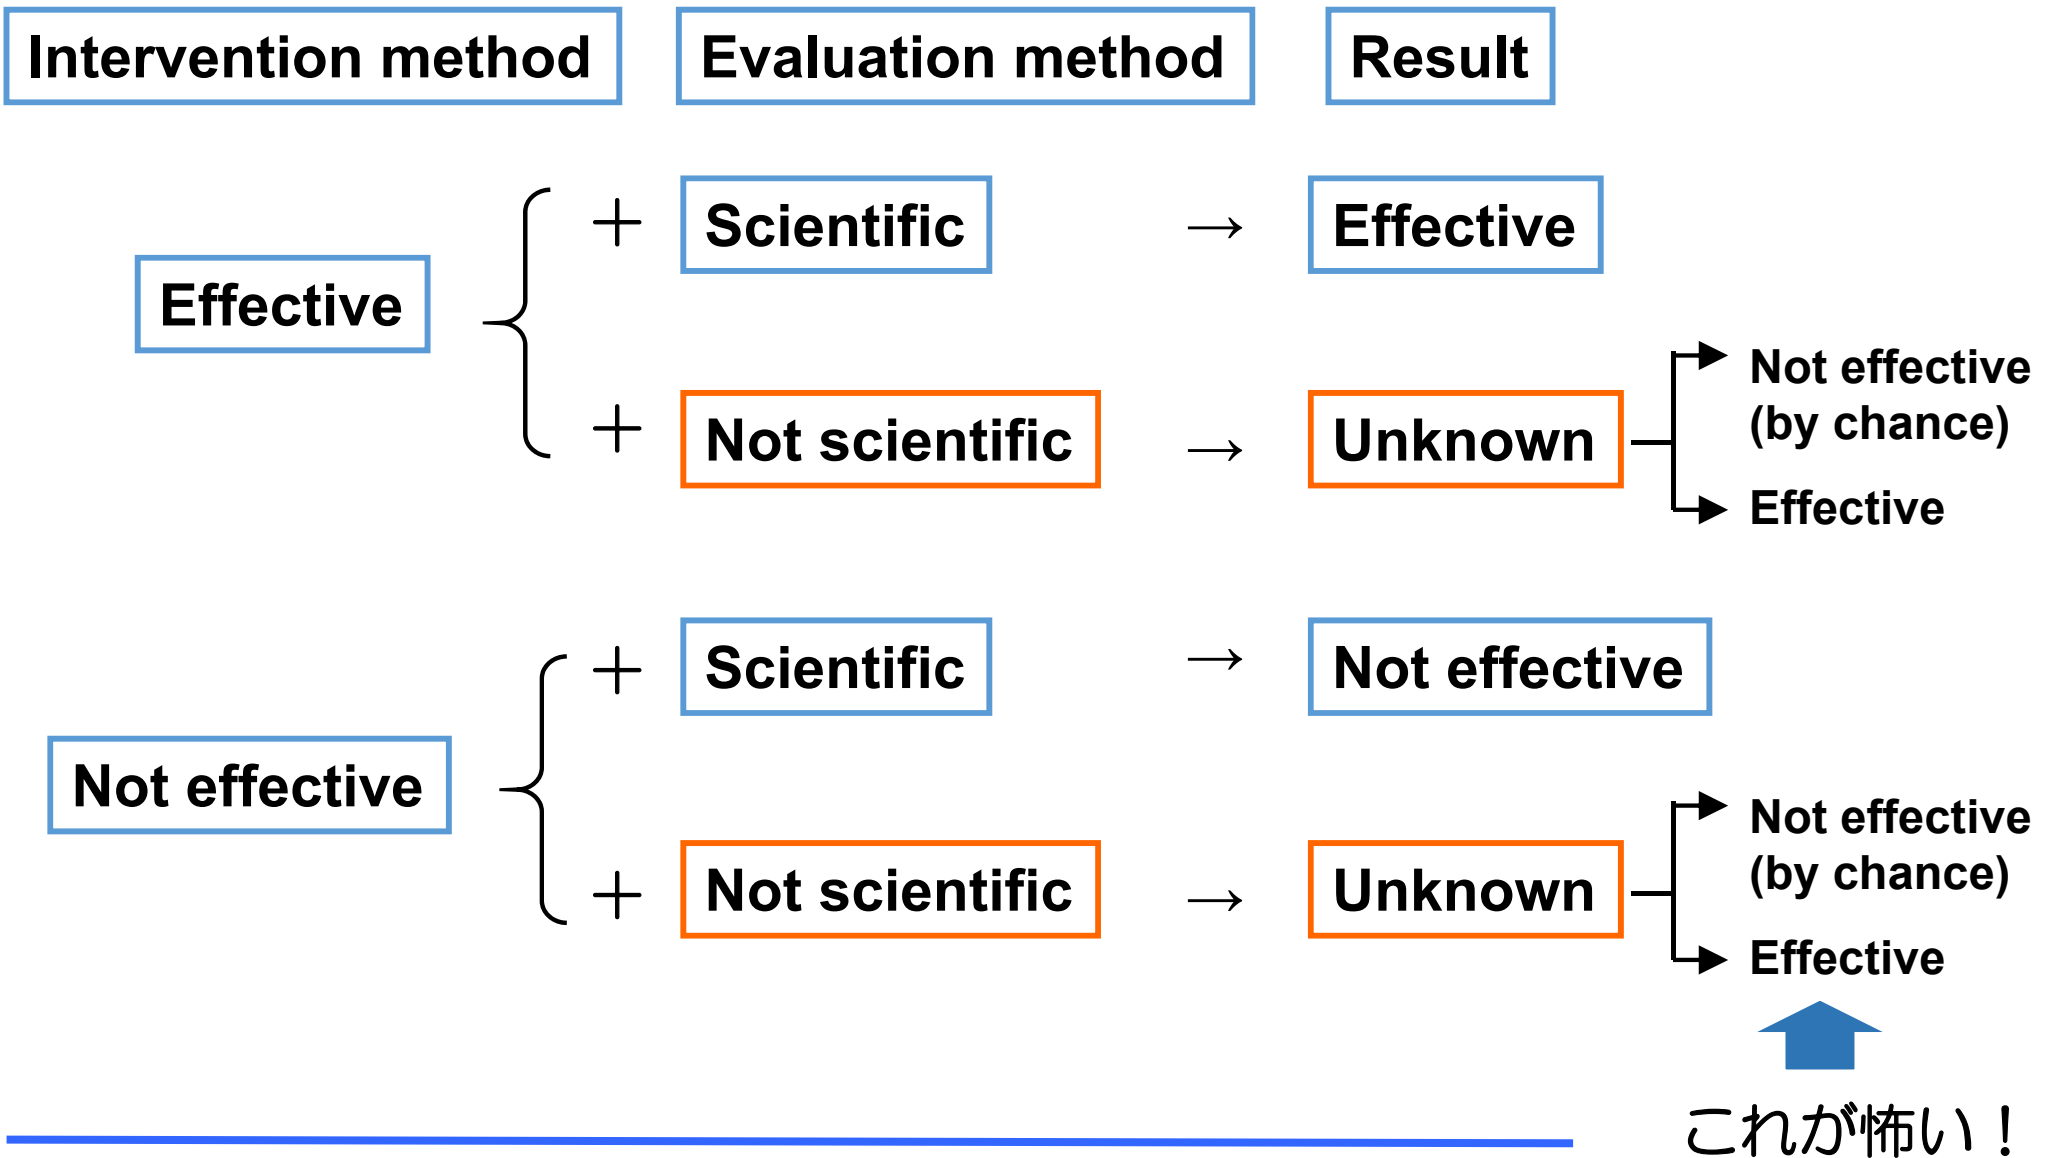 Intervention method
Evaluation method
Result
Effective
+
Scientific
→
Effective
+
Not scientific
→
Unknown
Not effective
(by chance)
Effective
Not effective
+
Scientific
→
Not effective
+
Not scientific
→
Unknown
Not effective
(by chance)
Effective
これが怖い！